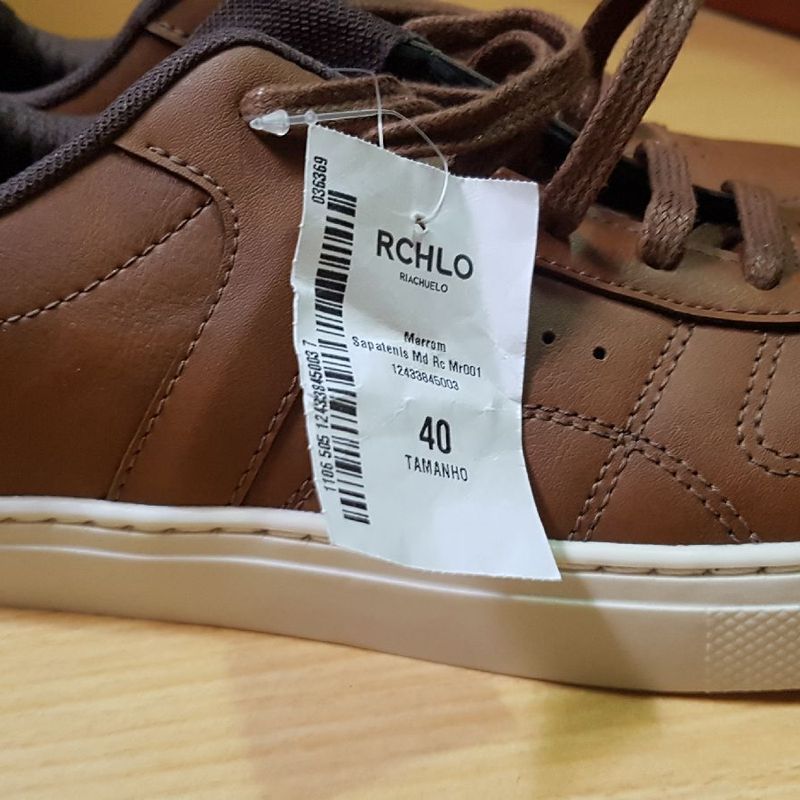 RCHLO
RIACHUELO
Marrom
Sapatenis Md Rc Mr001
12433845003
40
TAMANHO
036369
1106 505 12433845003 7